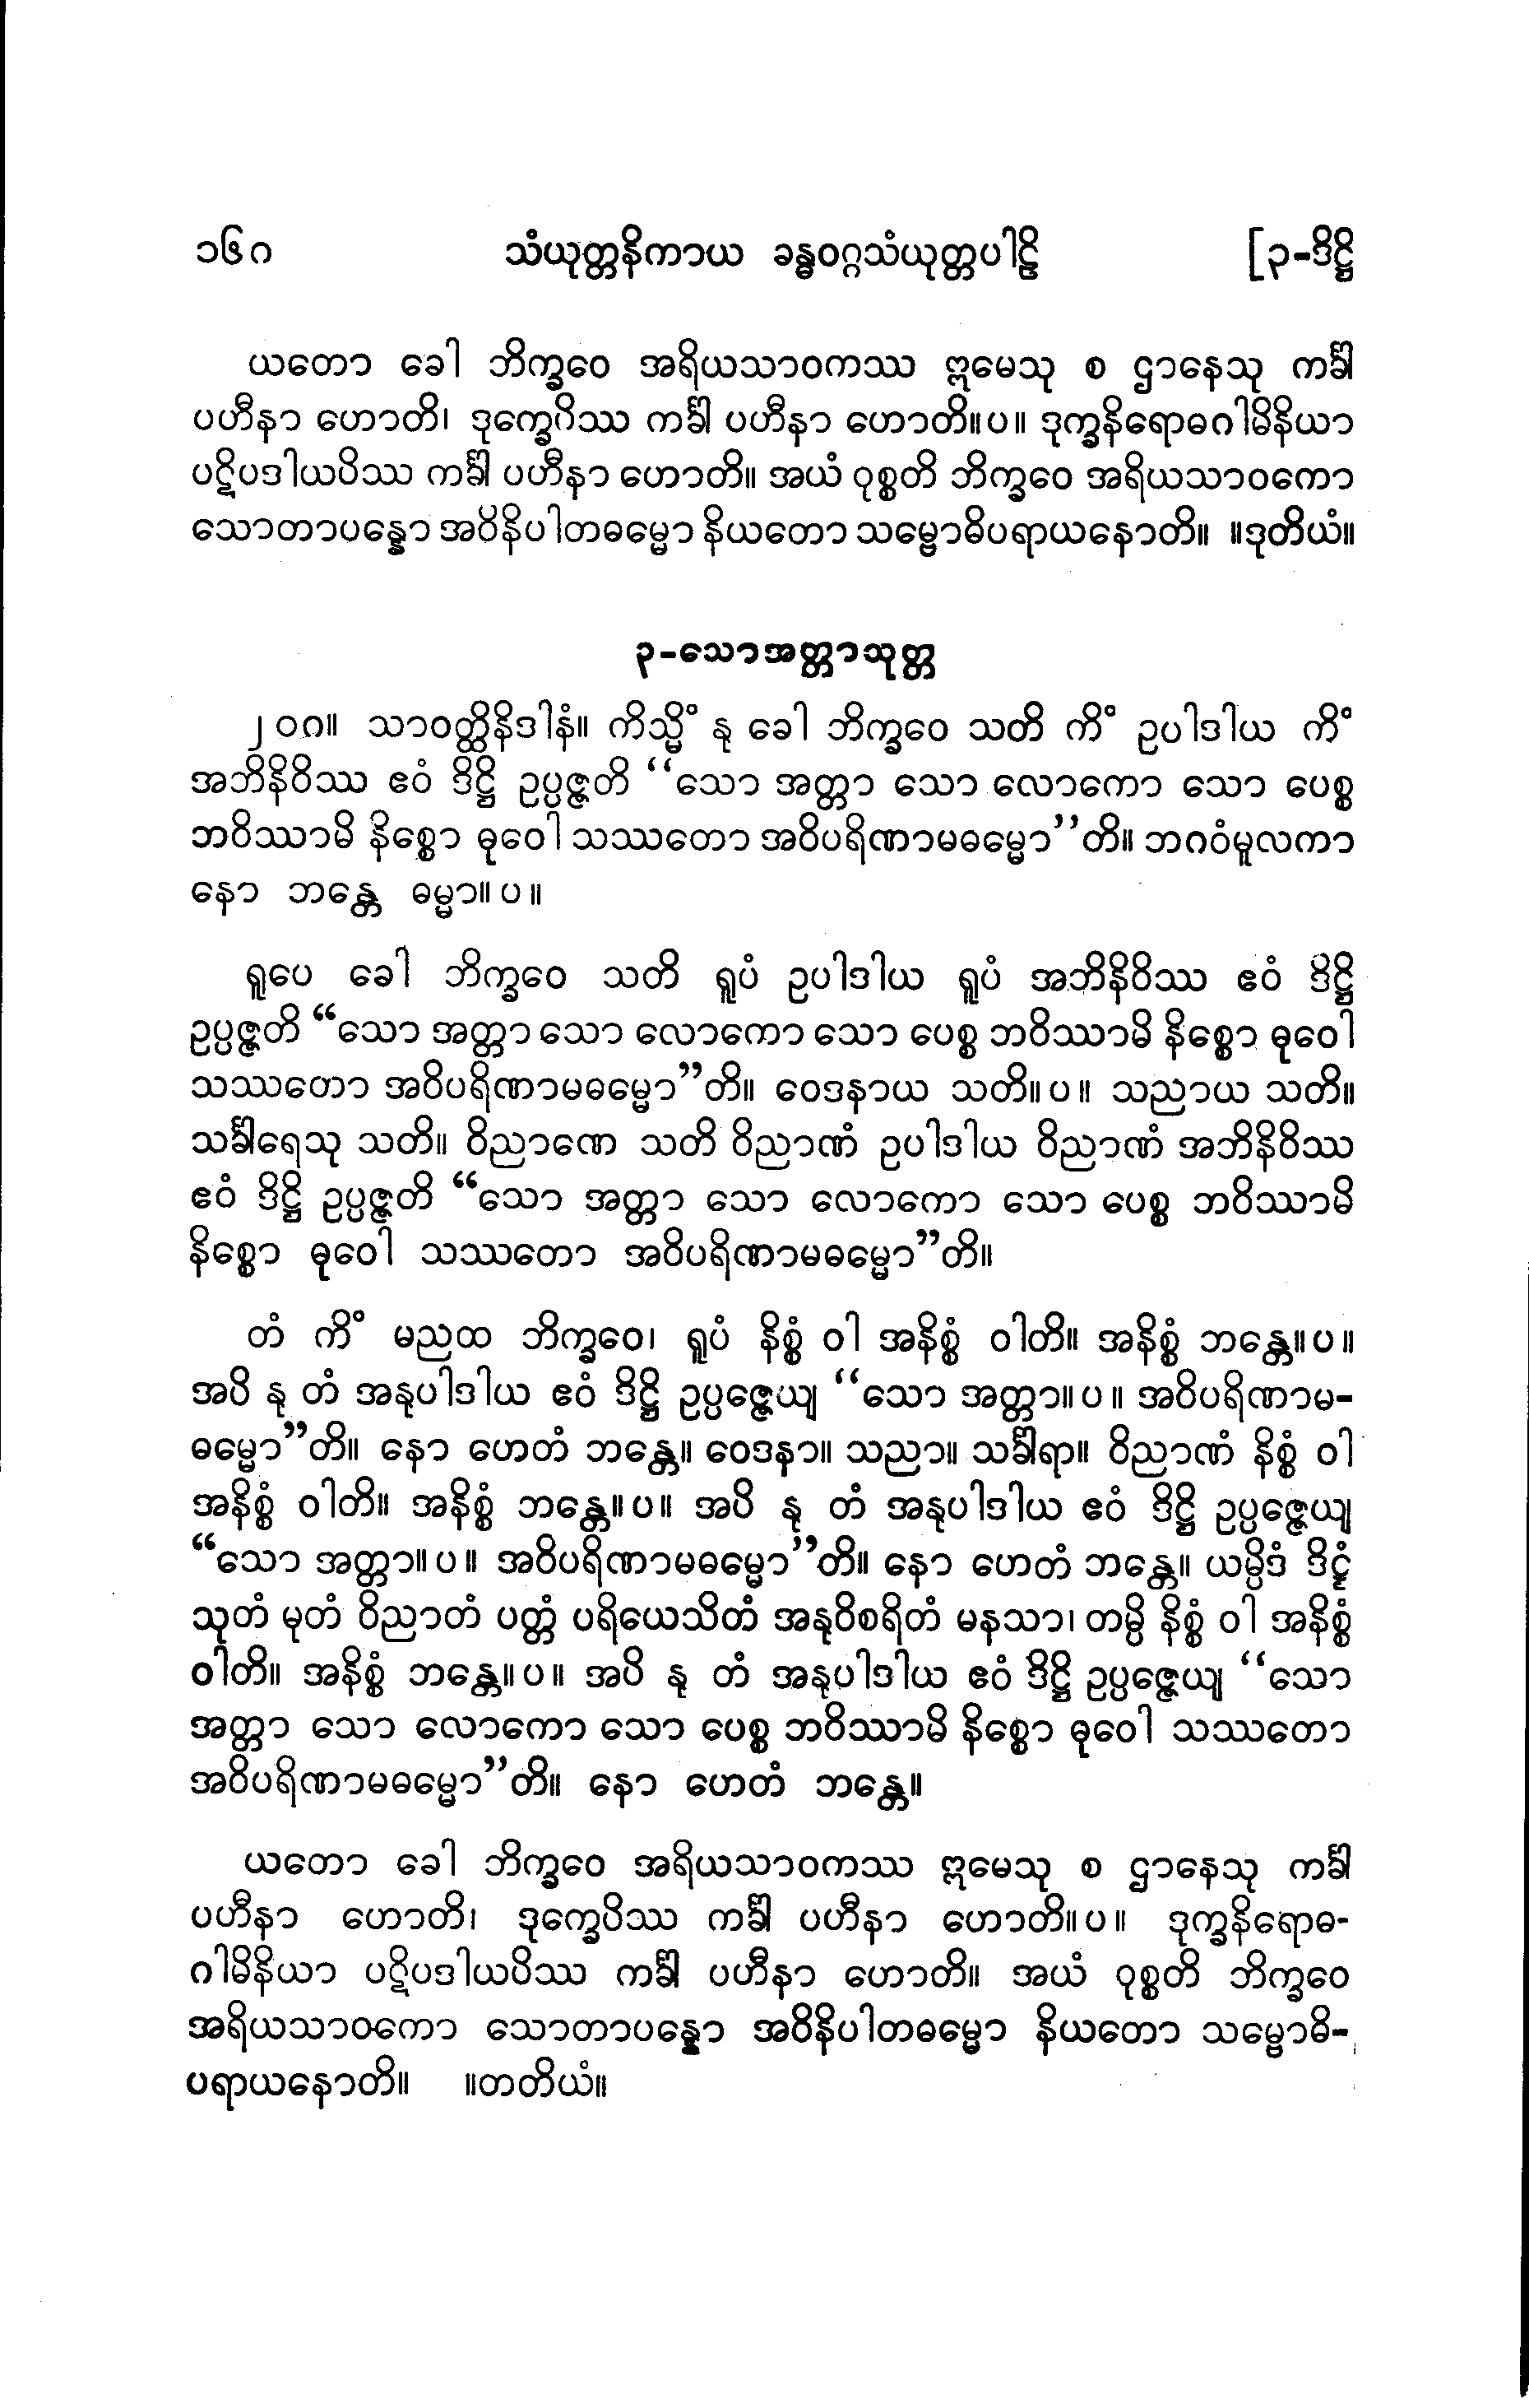 ၁၆၈ သံယုတ္တနိကာယ ခန္ဓဝဂ္ဂသံယုတ္တပါဠိ [၃-ဒိဋ္ဌိ
ယတော ခေါ ဘိက္ခဝေ အရိယသာဝကဿ ဣမေသု စ ဌာနေသု ကင်္ခါ
ပဟီနာ ဟောတိ၊ ဒုက္ခေပိဿ ကင်္ခါ ပဟီနာ ဟောတိ။ပ။ ဒုက္ခနိရောဓဂါမိနိယာ
ပဋိပဒါယပိဿ ကင်္ခါ ပဟီနာ ဟောတိ။ အယံ ဝုစ္စတိ ဘိက္ခဝေ အရိယသာဝကော
သောတာပန္နော အဝိနိပါတဓမ္မော နိယတော သမ္ဗောဓိပရာယနောတိ။ ။ဒုတိယံ။
၃-သောအတ္တာသုတ္တ
၂၀၈။ သာဝတ္ထိနိဒါနံ။ ကိသ္မိံ နု ခေါ ဘိက္ခဝေ သတိ ကိံ ဥပါဒါယ ကိံ
အဘိနိဝိဿ ဧဝံ ဒိဋ္ဌိ ဥပ္ပဇ္ဇတိ “သော အတ္တာ သော လောကော သော ပေစ္စ
ဘဝိဿာမိ နိစ္စော ဓုဝေါ သဿတော အဝိပရိဏာမဓမ္မော”တိ။ ဘဂဝံမူလကာ
နော ဘန္တေ ဓမ္မာ။ပ။
ရူပေ ခေါ ဘိက္ခဝေ သတိ ရူပံ ဥပါဒါယ ရူပံ အဘိနိဝိဿ ဧဝံ ဒိဋ္ဌိ
ဥပ္ပဇ္ဇတိ “သော အတ္တာ သော လောကော သော ပေစ္စ ဘဝိဿာမိ နိစ္စော ဓုဝေါ
သဿတော အဝိပရိဏာမဓမ္မော”တိ။ ဝေဒနာယ သတိ။ပ။ သညာယ သတိ။
သင်္ခါရေသု သတိ။ ဝိညာဏေ သတိ ဝိညာဏံ ဥပါဒါယ ဝိညာဏံ အဘိနိဝိဿ
ဧဝံ ဒိဋ္ဌိ ဥပ္ပဇ္ဇတိ “သော အတ္တာ သော လောကော သော ပေစ္စ ဘဝိဿာမိ
နိစ္စော ဓုဝေါ သဿတော အဝိပရိဏာမဓမ္မော”တိ။
တံ ကိံ မညထ ဘိက္ခဝေ၊ ရူပံ နိစ္စံ ဝါ အနိစ္စံ ဝါတိ။ အနိစ္စံ ဘန္တေ။ပ။
အပိ နု တံ အနုပါဒါယ ဧဝံ ဒိဋ္ဌိ ဥပ္ပဇ္ဇေယျ “သော အတ္တာ။ပ။ အဝိပရိဏာမ-
ဓမ္မော”တိ။ နော ဟေတံ ဘန္တေ။ ဝေဒနာ။ သညာ။ သင်္ခါရာ။ ဝိညာဏံ နိစ္စံ ဝါ
အနိစ္စံ ဝါတိ။ အနိစ္စံ ဘန္တေ။ပ။ အပိ နု တံ အနုပါဒါယ ဧဝံ ဒိဋ္ဌိ ဥပ္ပဇ္ဇေယျ
“သော အတ္တာ။ပ။ အဝိပရိဏာမဓမ္မော”တိ။ နော ဟေတံ ဘန္တေ။ ယမ္ပိဒံ ဒိဋ္ဌံ
သုတံ မုတံ ဝိညာတံ ပတ္တံ ပရိယေသိတံ အနုဝိစရိတံ မနသာ၊ တမ္ပိ နိစ္စံ ဝါ အနိစ္စံ
ဝါတိ။ အနိစ္စံ ဘန္တေ။ပ။ အပိ နု တံ အနုပါဒါယ ဧဝံ ဒိဋ္ဌိ ဥပ္ပဇ္ဇေယျ “သော
အတ္တာ သော လောကော သော ပေစ္စ ဘဝိဿာမိ နိစ္စော ဓုဝေါ သဿတော
အဝိပရိဏာမဓမ္မော”တိ။ နော ဟေတံ ဘန္တေ။
ယတော ခေါ ဘိက္ခဝေ အရိယသာဝကဿ ဣမေသု စ ဌာနေသု ကင်္ခါ
ပဟီနာ ဟောတိ၊ ဒုက္ခေပိဿ ကင်္ခါ ပဟီနာ ဟောတိ။ပ။ ဒုက္ခနိရောဓ-
ဂါမိနိယာ ပဋိပဒါယပိဿ ကင်္ခါ ပဟီနာ ဟောတိ။ အယံ ဝုစ္စတိ ဘိက္ခဝေ
အရိယသာဝကော သောတာပန္နော အဝိနိပါတဓမ္မော နိယတော သမ္ဗောဓိ-
ပရာယနောတိ။ ။တတိယံ။